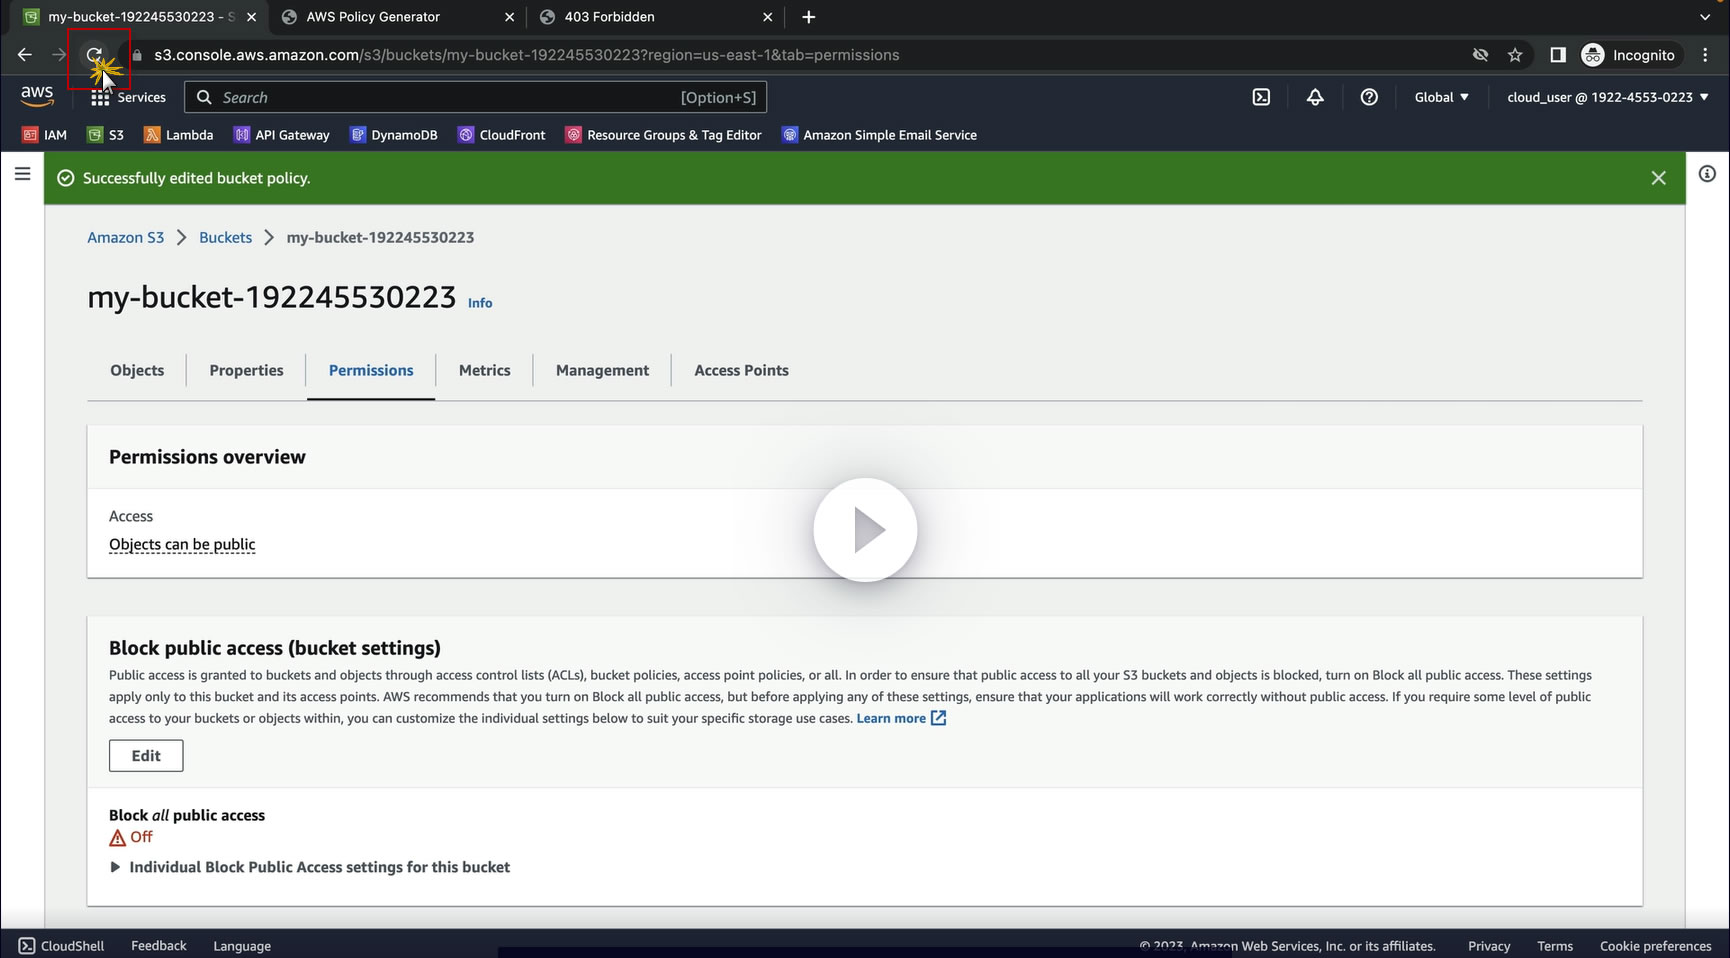 my-bucket-192245530223 - S
AWS Policy Generator
403 Forbidden
s3.console.aws.amazon.com/s3/buckets/my-bucket-192245530223?region=us-east-1&tab=permissions
Incognito
aws
Services
Search
[Option+S]
Global
cloud_user @ 1922-4553-0223
IAM
S3
Lambda
API Gateway
DynamoDB
CloudFront
Resource Groups & Tag Editor
Amazon Simple Email Service
Successfully edited bucket policy.
Amazon S3
Buckets
my-bucket-192245530223
my-bucket-192245530223
Info
Objects
Properties
Permissions
Metrics
Management
Access Points
Permissions overview
Access
Objects can be public
Block public access (bucket settings)
Public access is granted to buckets and objects through access control lists (ACLs), bucket policies, access point policies, or all. In order to ensure that public access to all your S3 buckets and objects is blocked, turn on Block all public access. These settings
apply only to this bucket and its access points. AWS recommends that you turn on Block all public access, but before applying any of these settings, ensure that your applications will work correctly without public access. If you require some level of public
access to your buckets or objects within, you can customize the individual settings below to suit your specific storage use cases. Learn more
Edit
Block all public access
Off
Individual Block Public Access settings for this bucket
CloudShell
Feedback
Language
© 2023, Amazon Web Services, Inc. or its affiliates.
Privacy
Terms
Cookie preferences